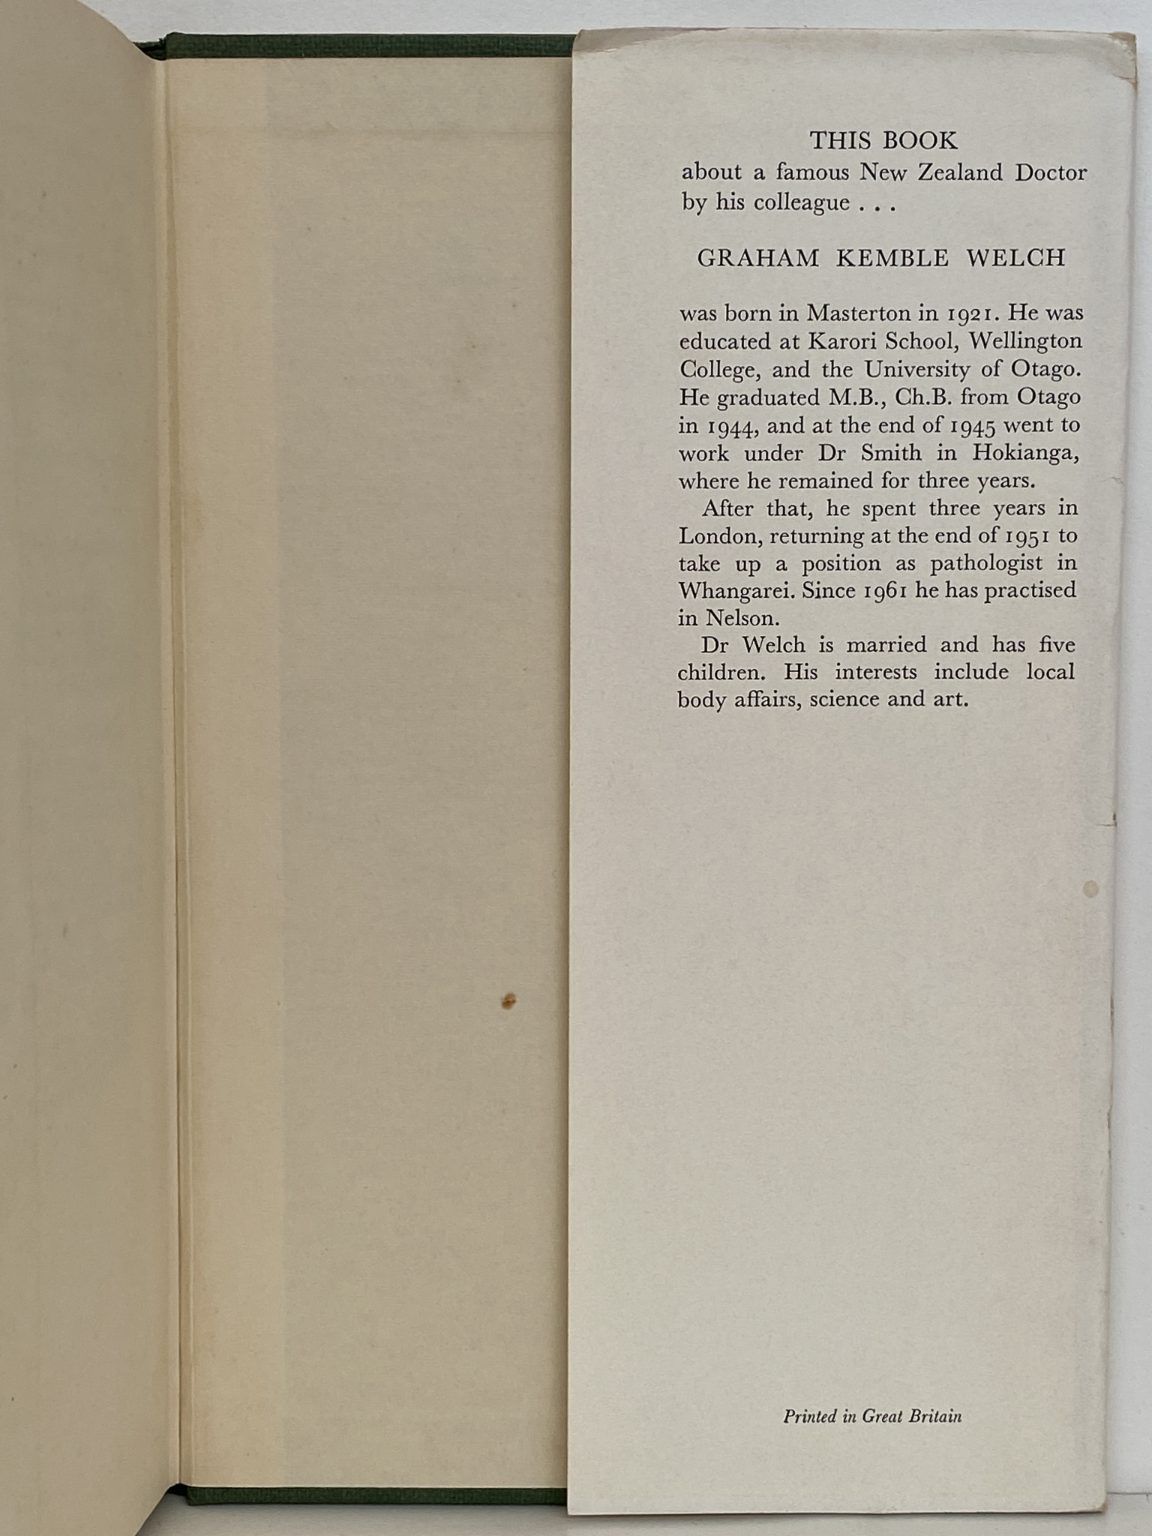 THIS BOOK
about a famous New Zealand Doctor
by his colleague . . .
GRAHAM KEMBLE WELCH
was born in Masterton in 1921. He was
educated at Karori School, Wellington
College, and the University of Otago.
He graduated M.B., Ch.B. from Otago
in 1944, and at the end of 1945 went to
work under Dr Smith in Hokianga,
where he remained for three years.
After that, he spent three years in
London, returning at the end of 1951 to
take up a position as pathologist in
Whangarei. Since 1961 he has practised
in Nelson.
Dr Welch is married and has five
children. His interests include local
body affairs, science and art.
Printed in Great Britain